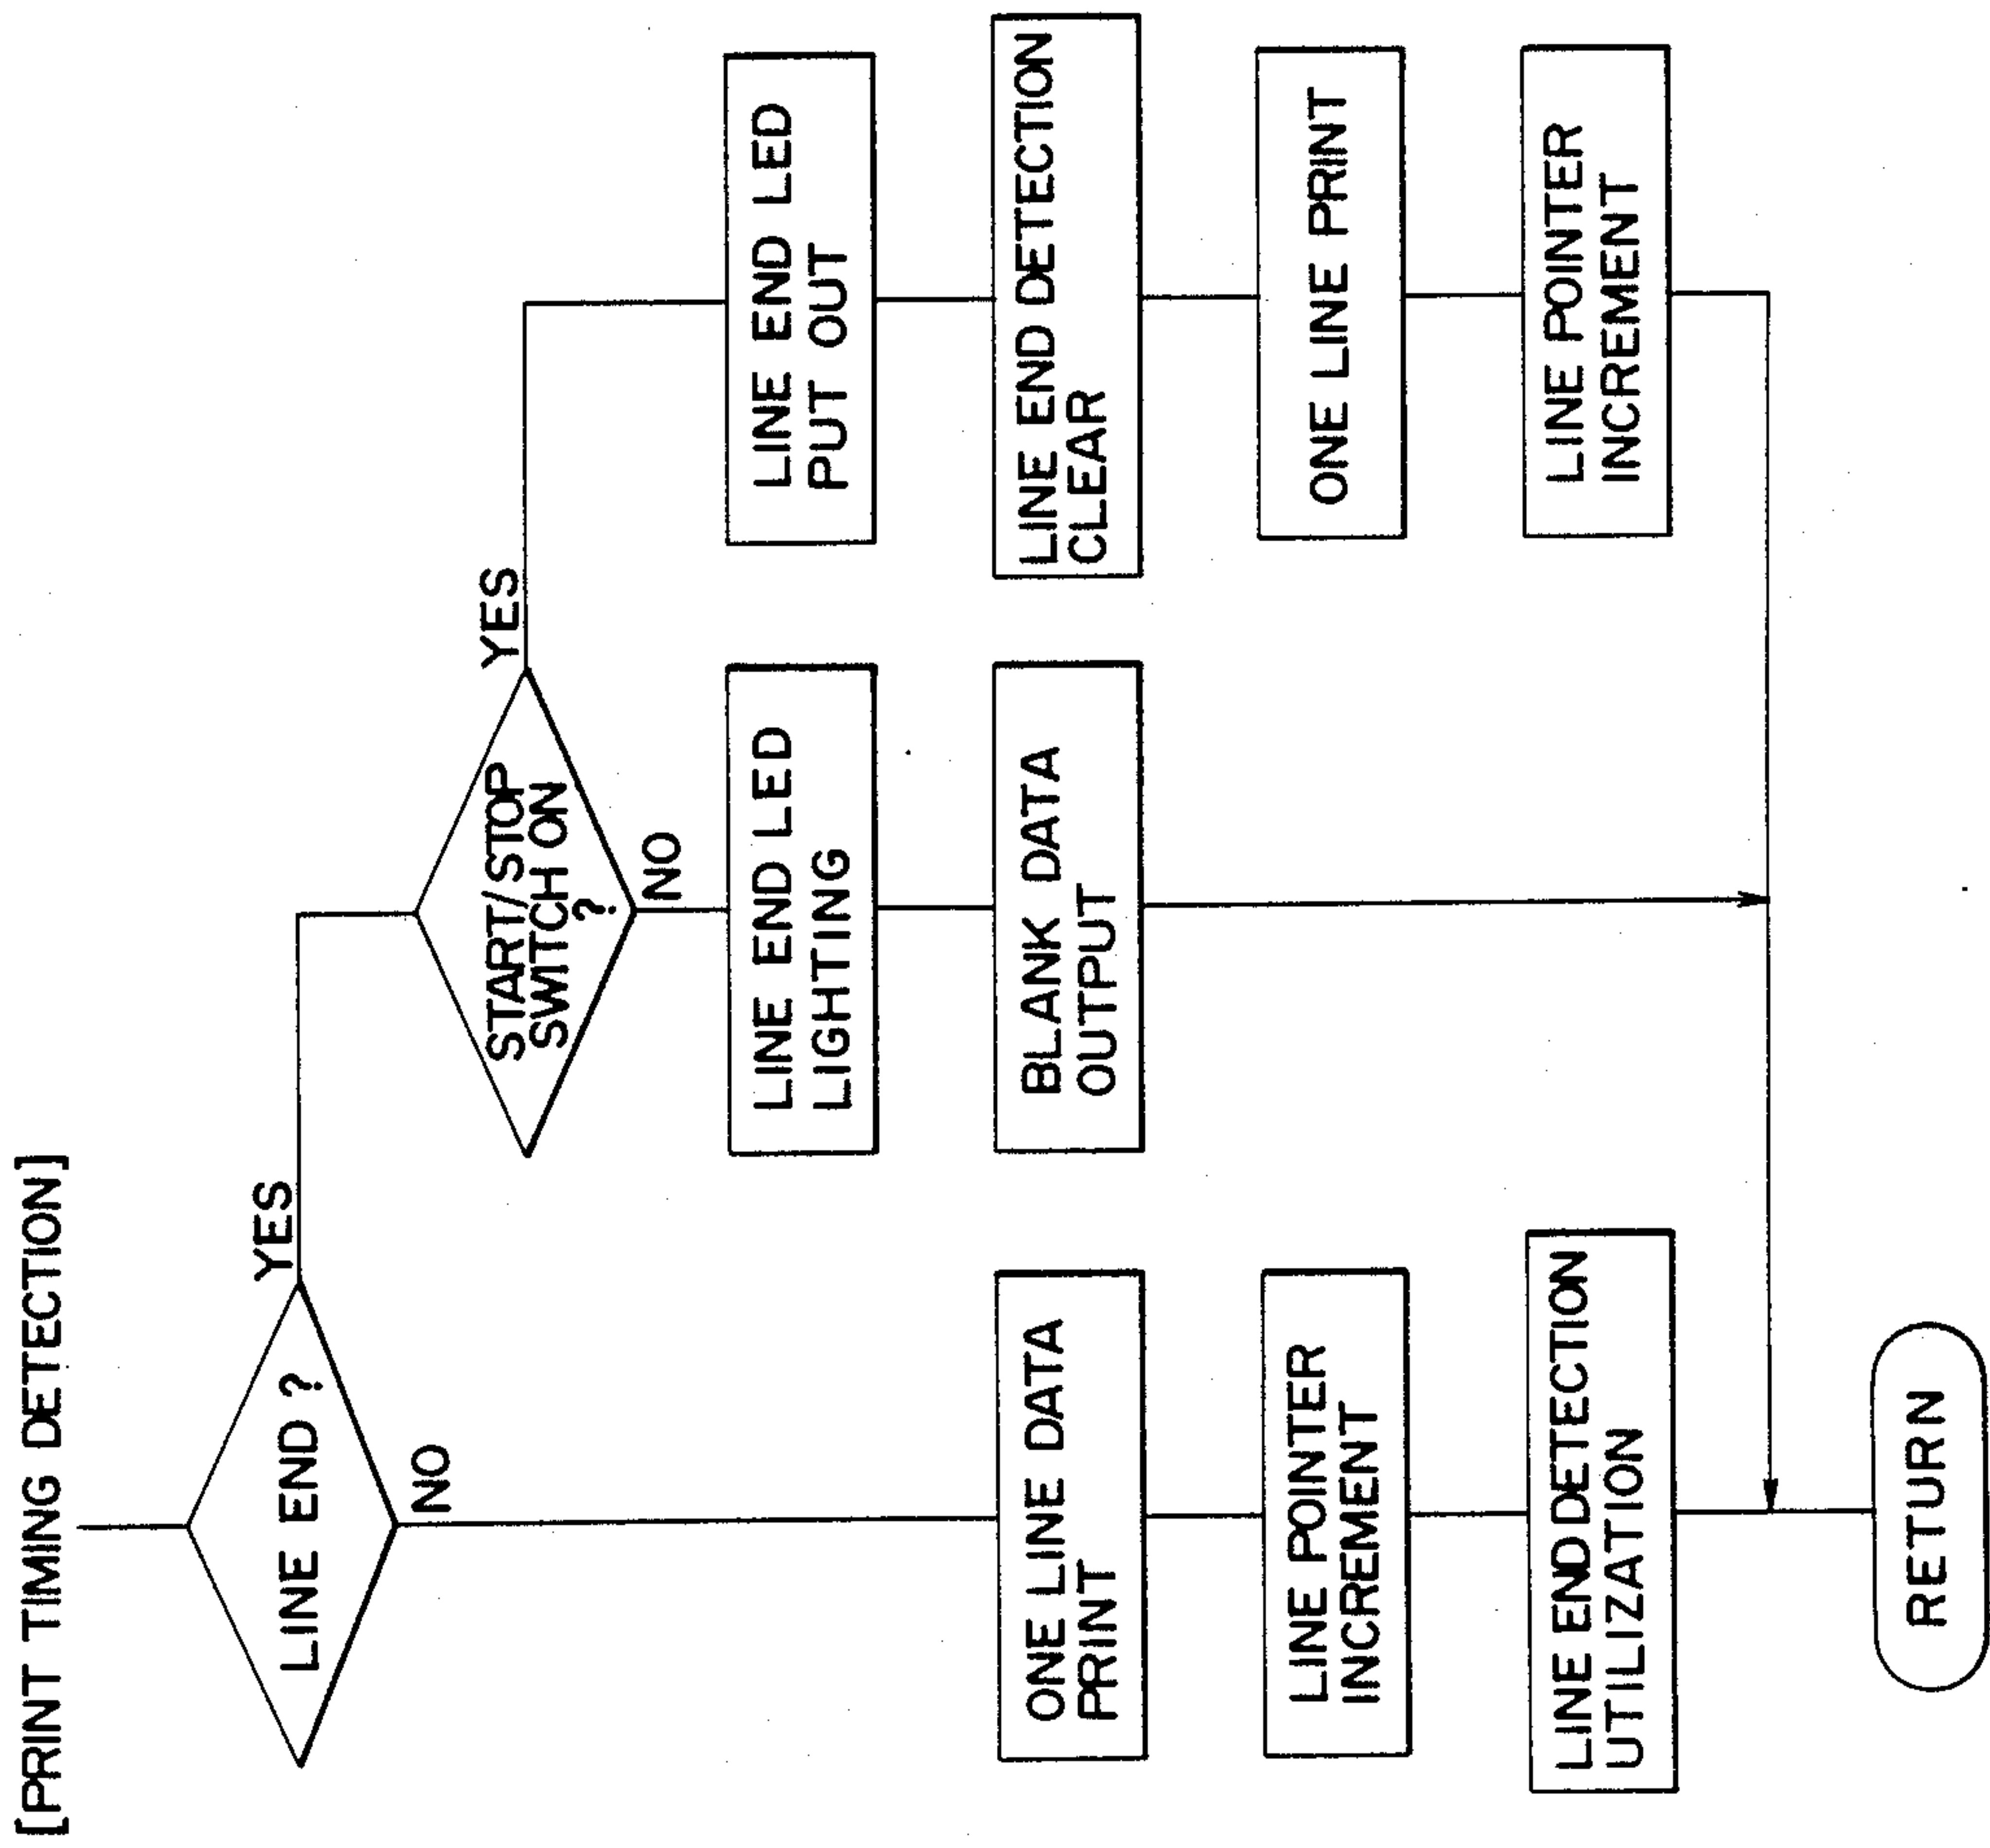 [PRINT TIMING DETECTION]
LINE END ?
YES
NO
START/STOP
SWITCH ON
?
YES
NO
ONE LINE DATA
PRINT
LINE POINTER
INCREMENT
LINE END DETECTION
UTILIZATION
LINE END LED
LIGHTING
BLANK DATA
OUTPUT
LINE END LED
PUT OUT
LINE END DETECTION
CLEAR
ONE LINE PRINT
LINE POINTER
INCREMENT
RETURN